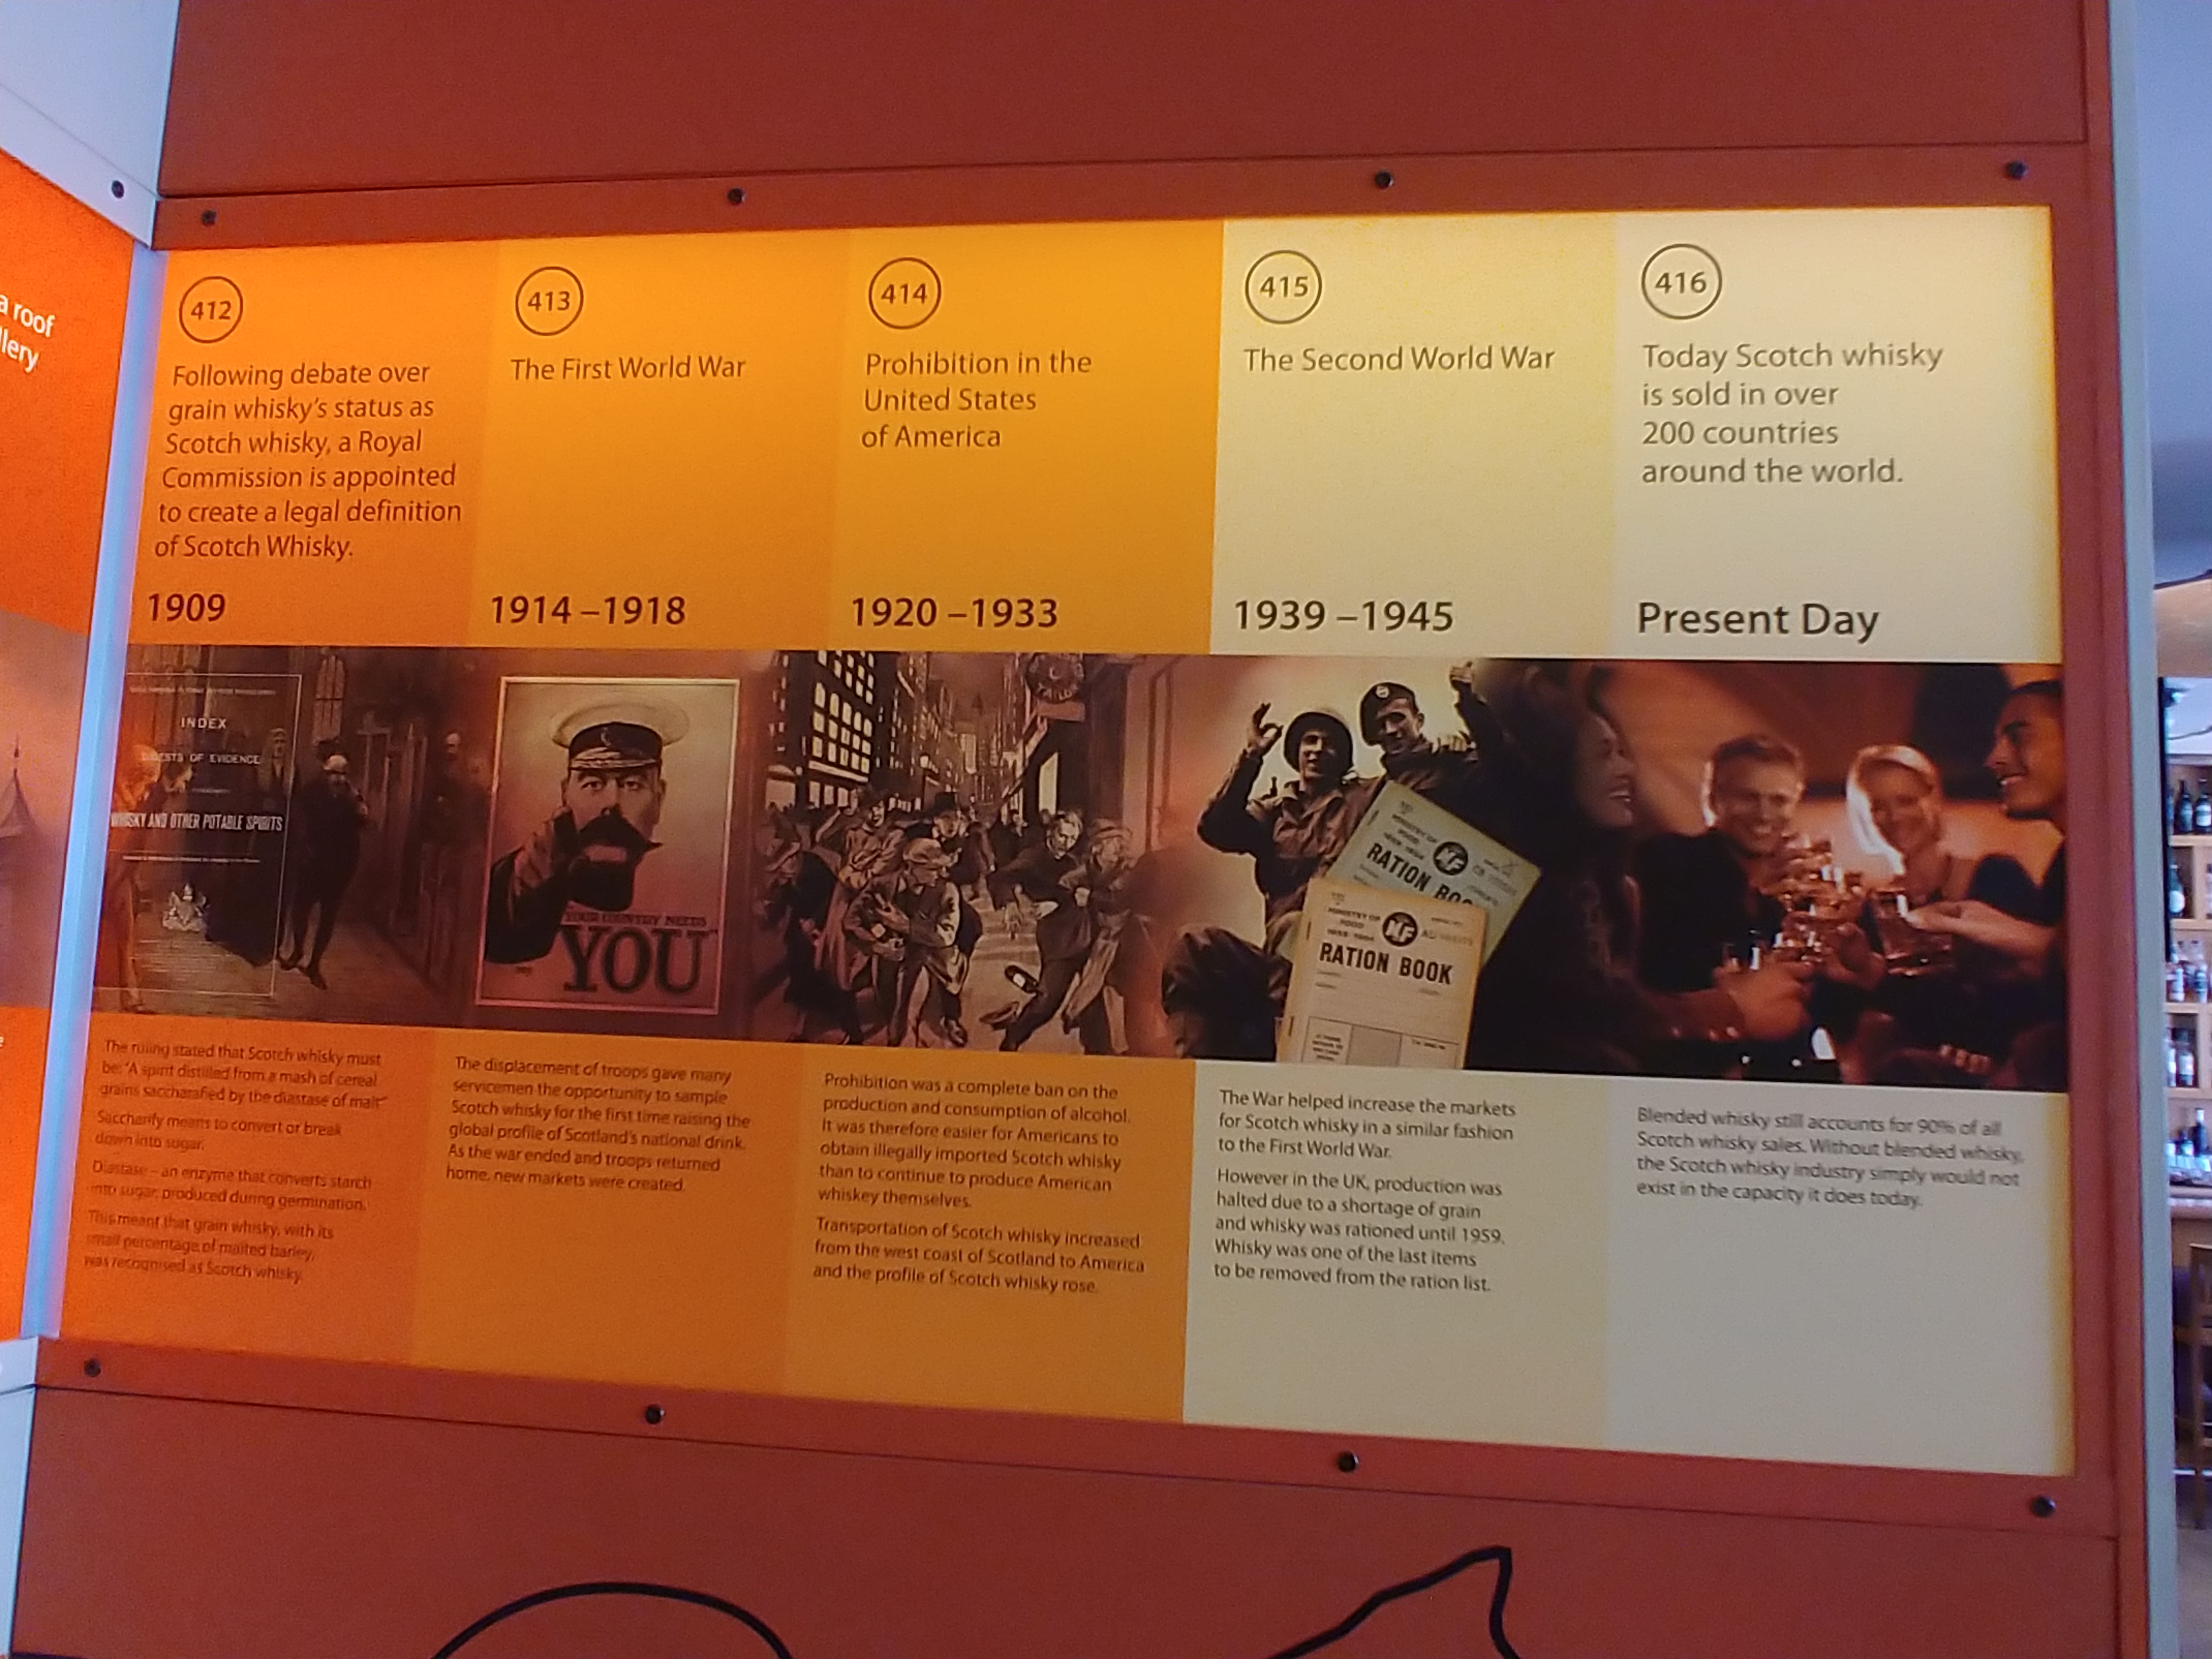 a roof
llery
412
Following debate over
grain whisky's status as
Scotch whisky, a Royal
Commission is appointed
to create a legal definition
of Scotch Whisky.
1909
INDEX
DIGESTS OF EVIDENCE
WHISKY AND OTHER POTABLE SPIRITS
The ruling stated that Scotch whisky must
be: "A spirit distilled from a mash of cereal
grains saccharafied by the diastase of malt"
Saccharify means to convert or break
down into sugar.
Diastase – an enzyme that converts starch
into sugar, produced during germination.
This meant that grain whisky, with its
small percentage of malted barley,
was recognised as Scotch whisky.
413
The First World War
1914 –1918
YOUR COUNTRY NEEDS
YOU
The displacement of troops gave many
servicemen the opportunity to sample
Scotch whisky for the first time raising the
global profile of Scotland's national drink.
As the war ended and troops returned
home, new markets were created.
414
Prohibition in the
United States
of America
1920 –1933
TAILOR
Prohibition was a complete ban on the
production and consumption of alcohol.
It was therefore easier for Americans to
obtain illegally imported Scotch whisky
than to continue to produce American
whiskey themselves.
Transportation of Scotch whisky increased
from the west coast of Scotland to America
and the profile of Scotch whisky rose.
415
The Second World War
1939 –1945
MINISTRY OF
FOOD
1953-1954
RATION BOO
MINISTRY OF
FOOD
1953-1954
RATION BOOK
The War helped increase the markets
for Scotch whisky in a similar fashion
to the First World War.
However in the UK, production was
halted due to a shortage of grain
and whisky was rationed until 1959.
Whisky was one of the last items
to be removed from the ration list.
416
Today Scotch whisky
is sold in over
200 countries
around the world.
Present Day
Blended whisky still accounts for 90% of all
Scotch whisky sales. Without blended whisky,
the Scotch whisky industry simply would not
exist in the capacity it does today.